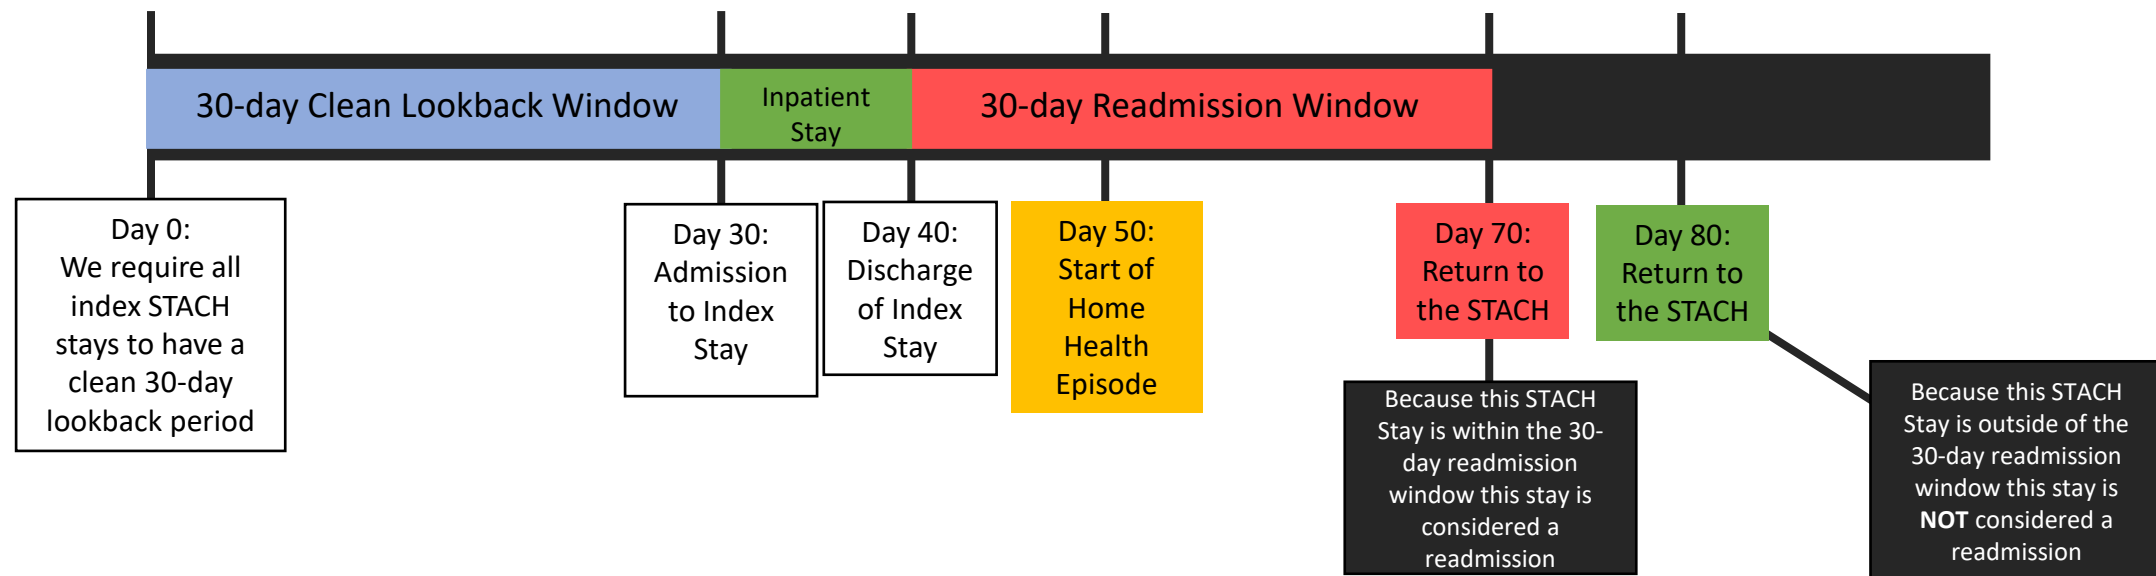 30-day Clean Lookback Window
Inpatient
Stay
30-day Readmission Window
Day 0:
We require all
index STACH
stays to have a
clean 30-day
lookback period
Day 30:
Admission
to Index
Stay
Day 40:
Discharge
of Index
Stay
Day 50:
Start of
Home
Health
Episode
Day 70:
Return to
the STACH
Day 80:
Return to
the STACH
Because this STACH
Stay is within the 30-
day readmission
window this stay is
considered a
readmission
Because this STACH
Stay is outside of the
30-day readmission
window this stay is
NOT considered a
readmission